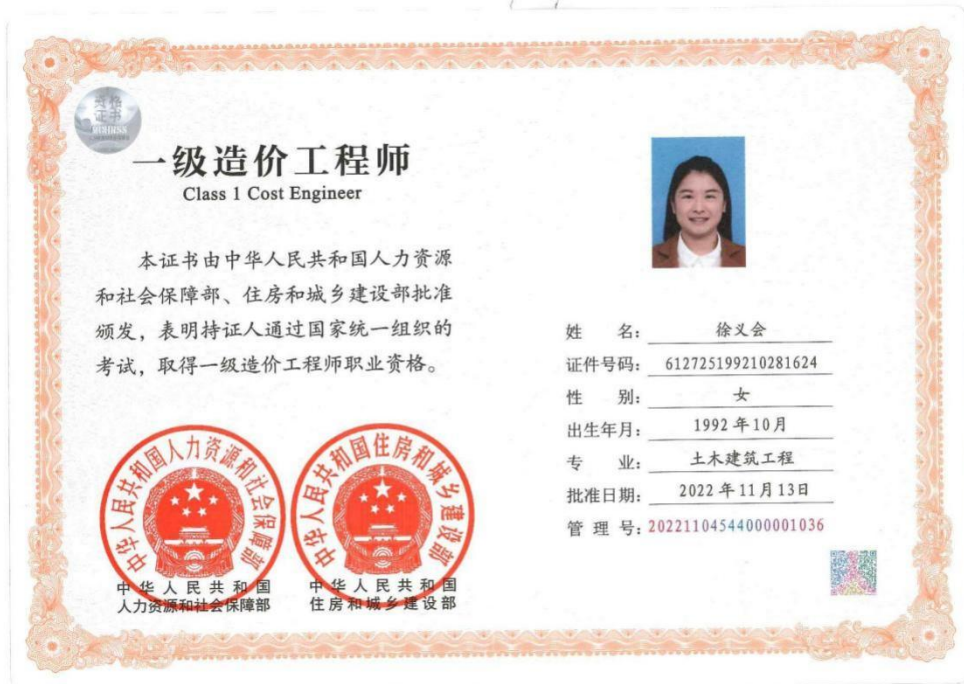 资格
证书
一级造价工程师
Class 1 Cost Engineer
本证书由中华人民共和国人力资源
和社会保障部、住房和城乡建设部批准
颁发，表明持证人通过国家统一组织的
考试，取得一级造价工程师职业资格。
姓 名：徐义会
证件号码：612725199210281624
性 别：女
出生年月：1992年10月
专 业：土木建筑工程
批准日期：2022年11月13日
管 理 号：20221104544000001036
中华人民共和国人力资源和社会保障部
中华人民共和国住房和城乡建设部
中华人民共和国
人力资源和社会保障部
中华人民共和国
住房和城乡建设部